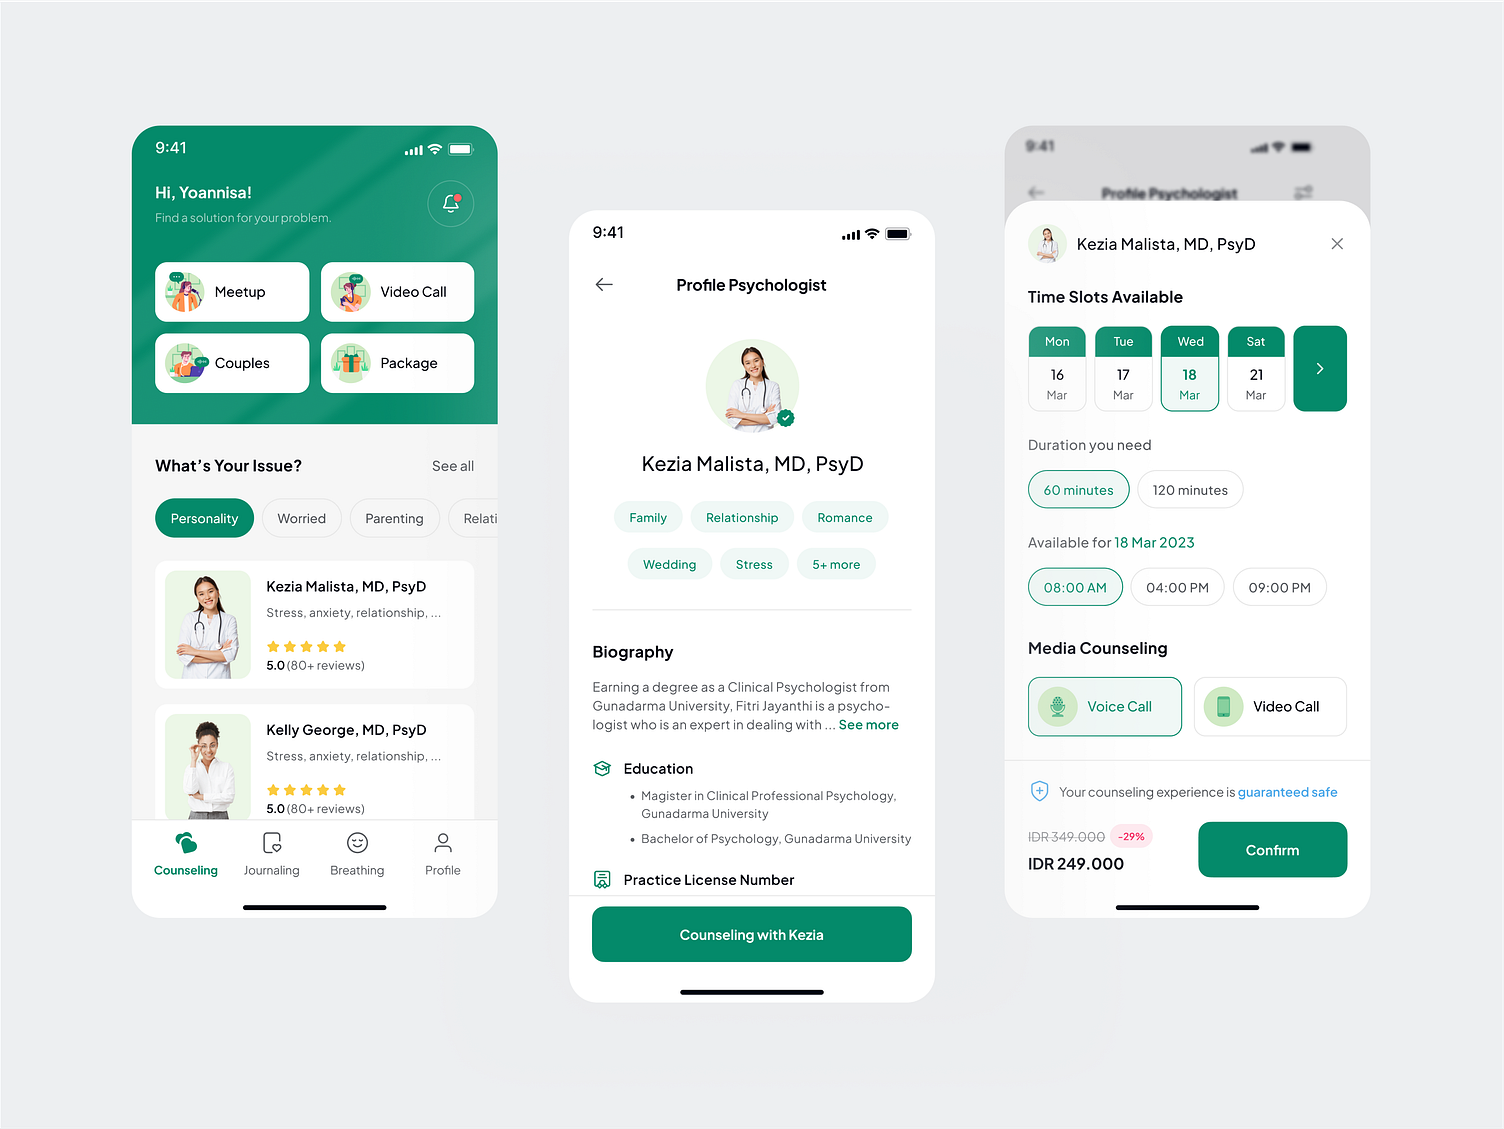 9:41
Hi, Yoannisa!
Find a solution for your problem.
Meetup
Video Call
Couples
Package
What's Your Issue?
See all
Personality
Worried
Parenting
Relati
Kezia Malista, MD, PsyD
Stress, anxiety, relationship, ...
5.0 (80+ reviews)
Kelly George, MD, PsyD
Stress, anxiety, relationship, ...
5.0 (80+ reviews)
Counseling
Journaling
Breathing
Profile
9:41
Profile Psychologist
Kezia Malista, MD, PsyD
Family
Relationship
Romance
Wedding
Stress
5+ more
Biography
Earning a degree as a Clinical Psychologist from
Gunadarma University, Fitri Jayanthi is a psycho-
logist who is an expert in dealing with ... See more
Education
• Magister in Clinical Professional Psychology,
Gunadarma University
• Bachelor of Psychology, Gunadarma University
Practice License Number
Counseling with Kezia
9:41
Profile Psychologist
Kezia Malista, MD, PsyD
Time Slots Available
Mon
16
Mar
Tue
17
Mar
Wed
18
Mar
Sat
21
Mar
Duration you need
60 minutes
120 minutes
Available for 18 Mar 2023
08:00 AM
04:00 PM
09:00 PM
Media Counseling
Voice Call
Video Call
Your counseling experience is guaranteed safe
IDR 349.000
-29%
IDR 249.000
Confirm